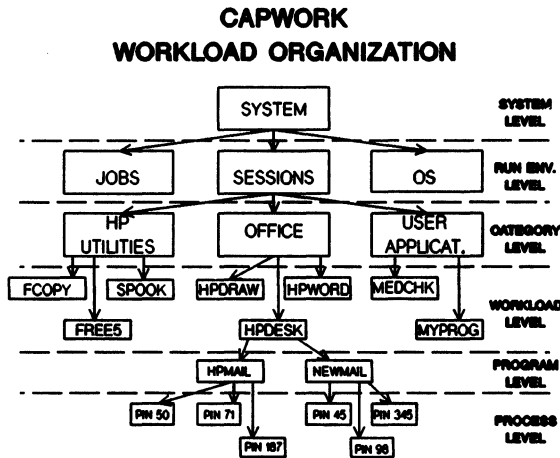 CAPWORK
WORKLOAD ORGANIZATION
SYSTEM
SYSTEM
LEVEL
JOBS
SESSIONS
OS
RUN ENV.
LEVEL
HP
UTILITIES
OFFICE
USER
APPLICAT.
CATEGORY
LEVEL
FCOPY
SPOOK
HPDRAW
HPWORD
MEDCHK
FREE5
HPDESK
MYPROG
WORKLOAD
LEVEL
HPMAIL
NEWMAIL
PROGRAM
LEVEL
PIN 50
PIN 71
PIN 45
PIN 345
PIN 187
PIN 98
PROCESS
LEVEL